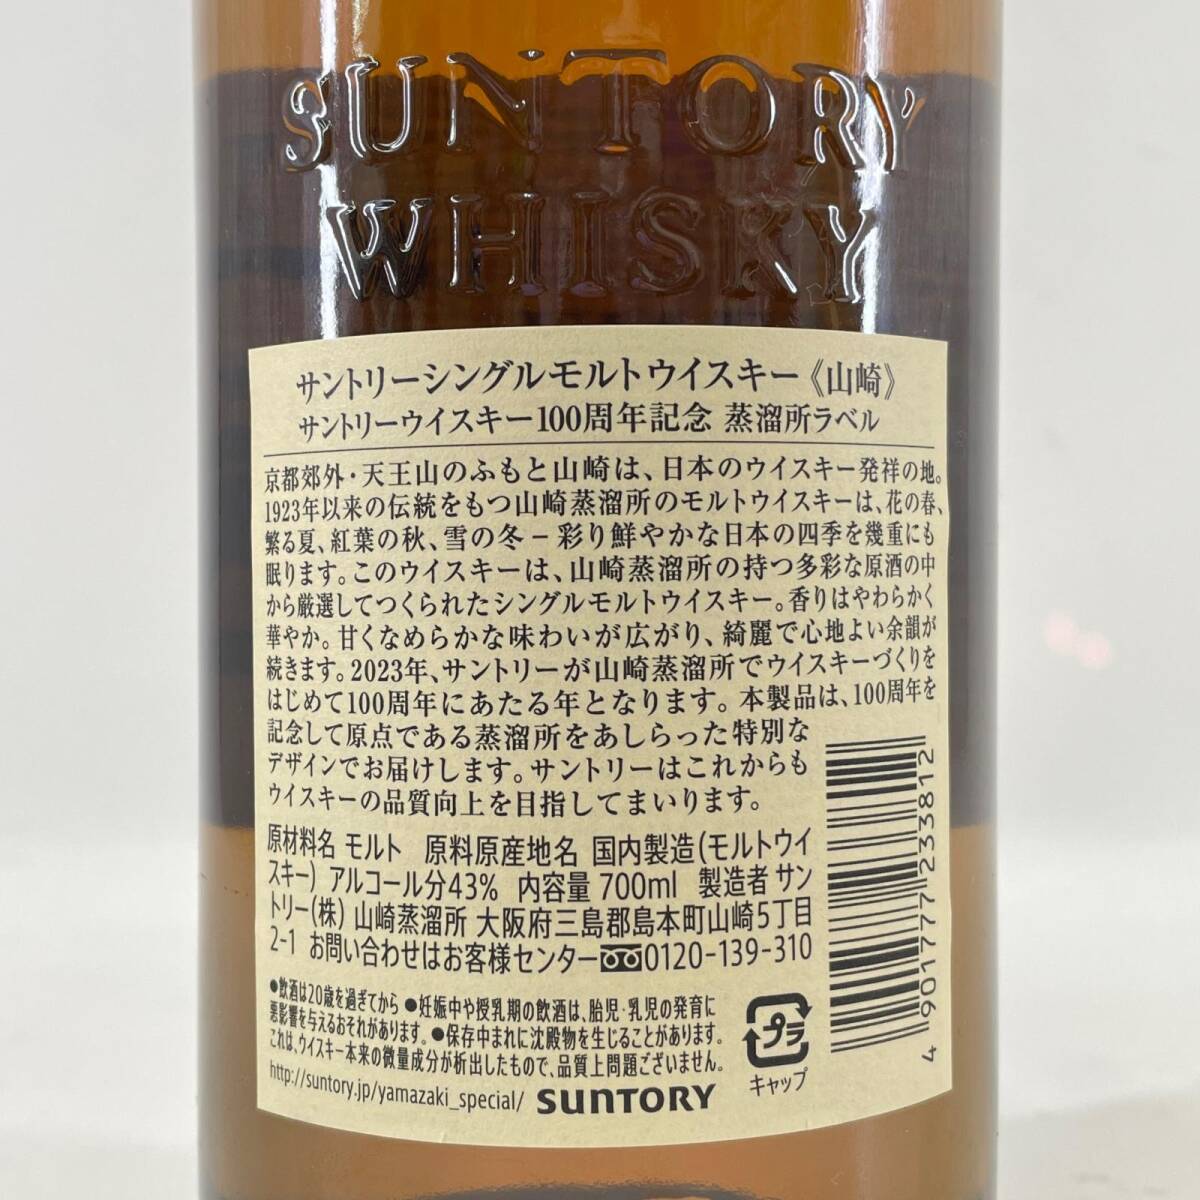 SUNTORY
WHISKY
サントリーシングルモルトウイスキー《山崎》
サントリーウイスキー100周年記念 蒸溜所ラベル
京都郊外・天王山のふもと山崎は、日本のウイスキー発祥の地。
1923年以来の伝統をもつ山崎蒸溜所のモルトウイスキーは、花の春、
繁る夏、紅葉の秋、雪の冬－彩り鮮やかな日本の四季を幾重にも
眠ります。このウイスキーは、山崎蒸溜所の持つ多彩な原酒の中
から厳選してつくられたシングルモルトウイスキー。香りはやわらかく
華やか。甘くなめらかな味わいが広がり、綺麗で心地よい余韻が
続きます。2023年、サントリーが山崎蒸溜所でウイスキーづくりを
はじめて100周年にあたる年となります。本製品は、100周年を
記念して原点である蒸溜所をあしらった特別な
デザインでお届けします。サントリーはこれからも
ウイスキーの品質向上を目指してまいります。
原材料名 モルト 原料原産地名 国内製造(モルトウイ
スキー) アルコール分43% 内容量 700ml 製造者 サン
トリー(株) 山崎蒸溜所 大阪府三島郡島本町山崎5丁目
2-1 お問い合わせはお客様センター 0120-139-310
●飲酒は20歳を過ぎてから ●妊娠中や授乳期の飲酒は、胎児・乳児の発育に
悪影響を与えるおそれがあります。 ●保存中まれに沈殿物を生じることがあります。
これは、ウイスキー本来の微量成分が析出したもので、品質上問題ございません。
http://suntory.jp/yamazaki_special/ SUNTORY
プラ
キャップ
4 901777 233812